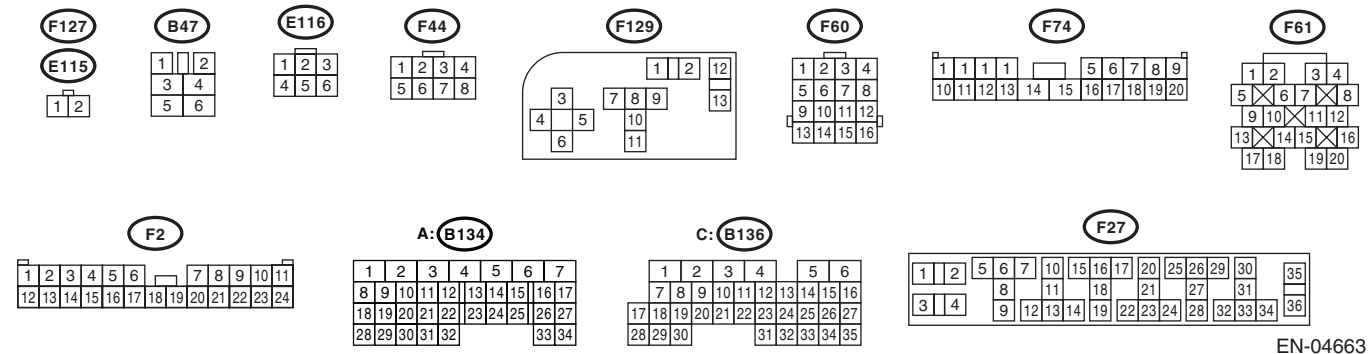 F127 B47 E116 F44 F129 F60 F74 F61
E115
1 2
1 2
3 4
5 6
1 2 3
4 5 6
1 2 3 4
5 6 7 8
1 2 12
3 7 8 9 13
4 5 10
6 11
1 2 3 4
5 6 7 8
9 10 11 12
13 14 15 16
1 1 1 1 5 6 7 8 9
10 11 12 13 14 15 16 17 18 19 20
1 2 3 4
5 6 7 8
9 10 11 12
13 14 15 16
17 18 19 20
F2 A: B134 C: B136 F27
1 2 3 4 5 6 7 8 9 10 11
12 13 14 15 16 17 18 19 20 21 22 23 24
1 2 3 4 5 6 7
8 9 10 11 12 13 14 15 16 17
18 19 20 21 22 23 24 25 26 27
28 29 30 31 32 33 34
1 2 3 4 5 6
7 8 9 10 11 12 13 14 15 16
17 18 19 20 21 22 23 24 25 26 27
28 29 30 31 32 33 34 35
1 2 5 6 7 10 15 16 17 20 25 26 29 30 35
8 11 18 21 27 31
3 4 9 12 13 14 19 22 23 24 28 32 33 34 36
EN-04663